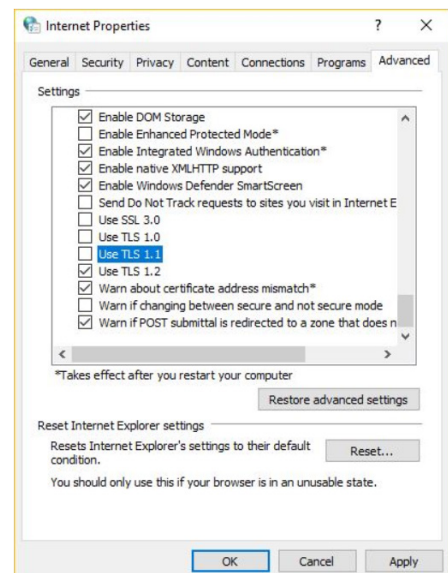 Internet Properties ? ×
General Security Privacy Content Connections Programs Advanced
Settings
Enable DOM Storage
Enable Enhanced Protected Mode*
Enable Integrated Windows Authentication*
Enable native XMLHTTP support
Enable Windows Defender SmartScreen
Send Do Not Track requests to sites you visit in Internet E
Use SSL 3.0
Use TLS 1.0
Use TLS 1.1
Use TLS 1.2
Warn about certificate address mismatch*
Warn if changing between secure and not secure mode
Warn if POST submittal is redirected to a zone that does n
*Takes effect after you restart your computer
Restore advanced settings
Reset Internet Explorer settings
Resets Internet Explorer's settings to their default
condition.
Reset...
You should only use this if your browser is in an unusable state.
OK Cancel Apply